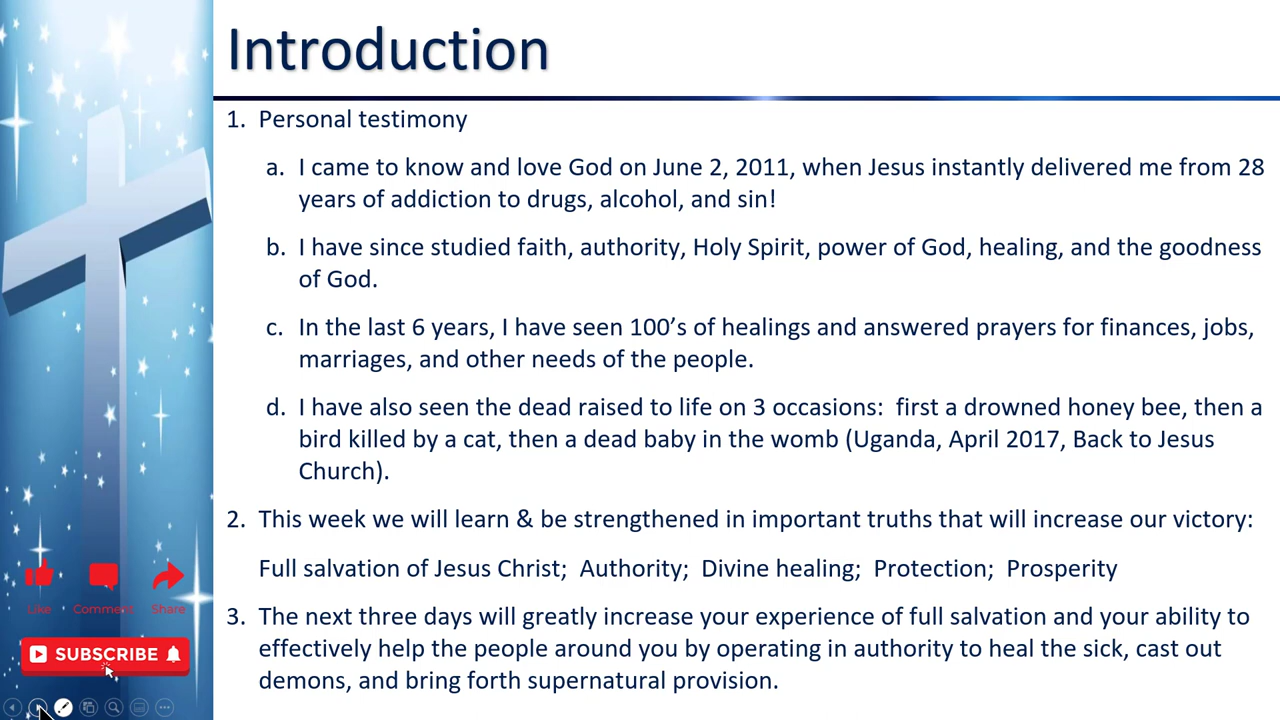 Introduction
1. Personal testimony
a. I came to know and love God on June 2, 2011, when Jesus instantly delivered me from 28
years of addiction to drugs, alcohol, and sin!
b. I have since studied faith, authority, Holy Spirit, power of God, healing, and the goodness
of God.
c. In the last 6 years, I have seen 100’s of healings and answered prayers for finances, jobs,
marriages, and other needs of the people.
d. I have also seen the dead raised to life on 3 occasions:  first a drowned honey bee, then a
bird killed by a cat, then a dead baby in the womb (Uganda, April 2017, Back to Jesus
Church).
2. This week we will learn & be strengthened in important truths that will increase our victory:
Full salvation of Jesus Christ;  Authority;  Divine healing;  Protection;  Prosperity
3. The next three days will greatly increase your experience of full salvation and your ability to
effectively help the people around you by operating in authority to heal the sick, cast out
demons, and bring forth supernatural provision.
Like Comment Share
SUBSCRIBE